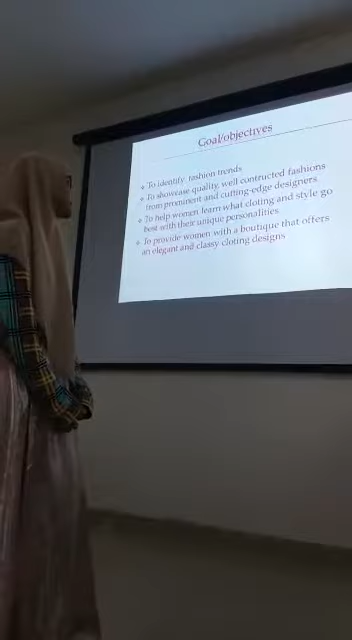 Goal/objectives
❖ To identify fashion trends
❖ To showcase quality, well contructed fashions
from prominent and cutting-edge designers
❖ To help women learn what cloting and style go
best with their unique personalities
❖ To provide women with a boutique that offers
an elegant and classy cloting designs